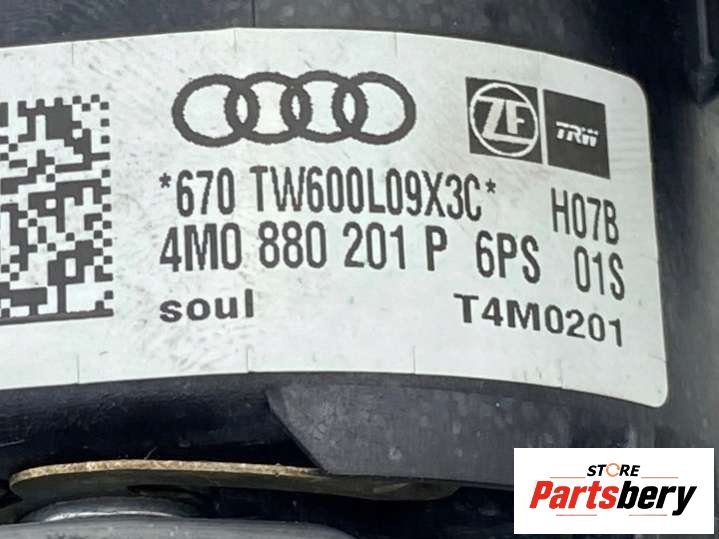 ZF TRW
*670 TW600L09X3C* H07B
4M0 880 201 P 6PS 01S
soul T4M0201
STORE
Partsbery